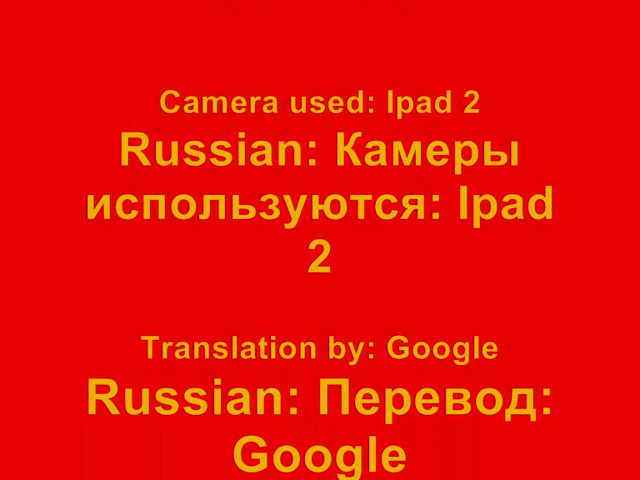 Camera used: Ipad 2
Russian: Камеры
используются: Ipad
2
Translation by: Google
Russian: Перевод:
Google